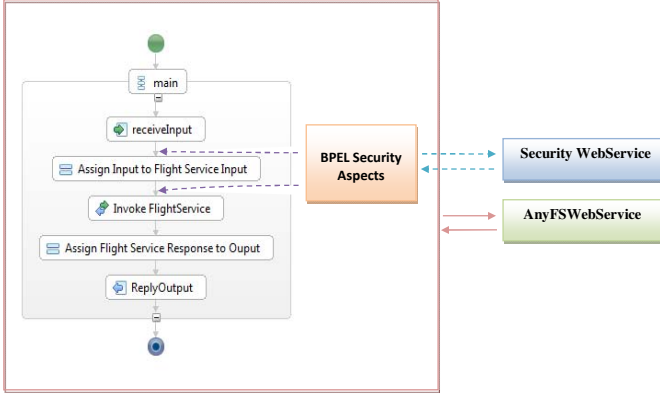 main
receiveInput
Assign Input to Flight Service Input
Invoke FlightService
Assign Flight Service Response to Ouput
ReplyOutput
BPEL Security
Aspects
Security WebService
AnyFSWebService